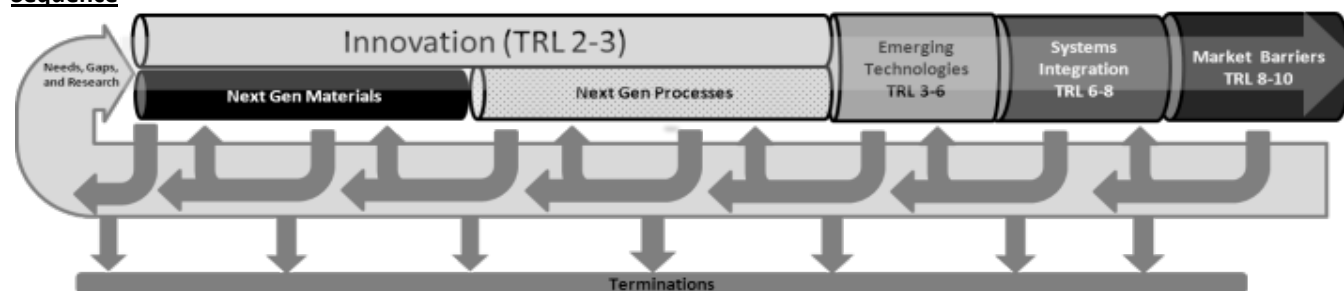 Sequence
Needs, Gaps,
and Research
Innovation (TRL 2-3)
Next Gen Materials
Next Gen Processes
Emerging
Technologies
TRL 3-6
Systems
Integration
TRL 6-8
Market Barriers
TRL 8-10
Terminations